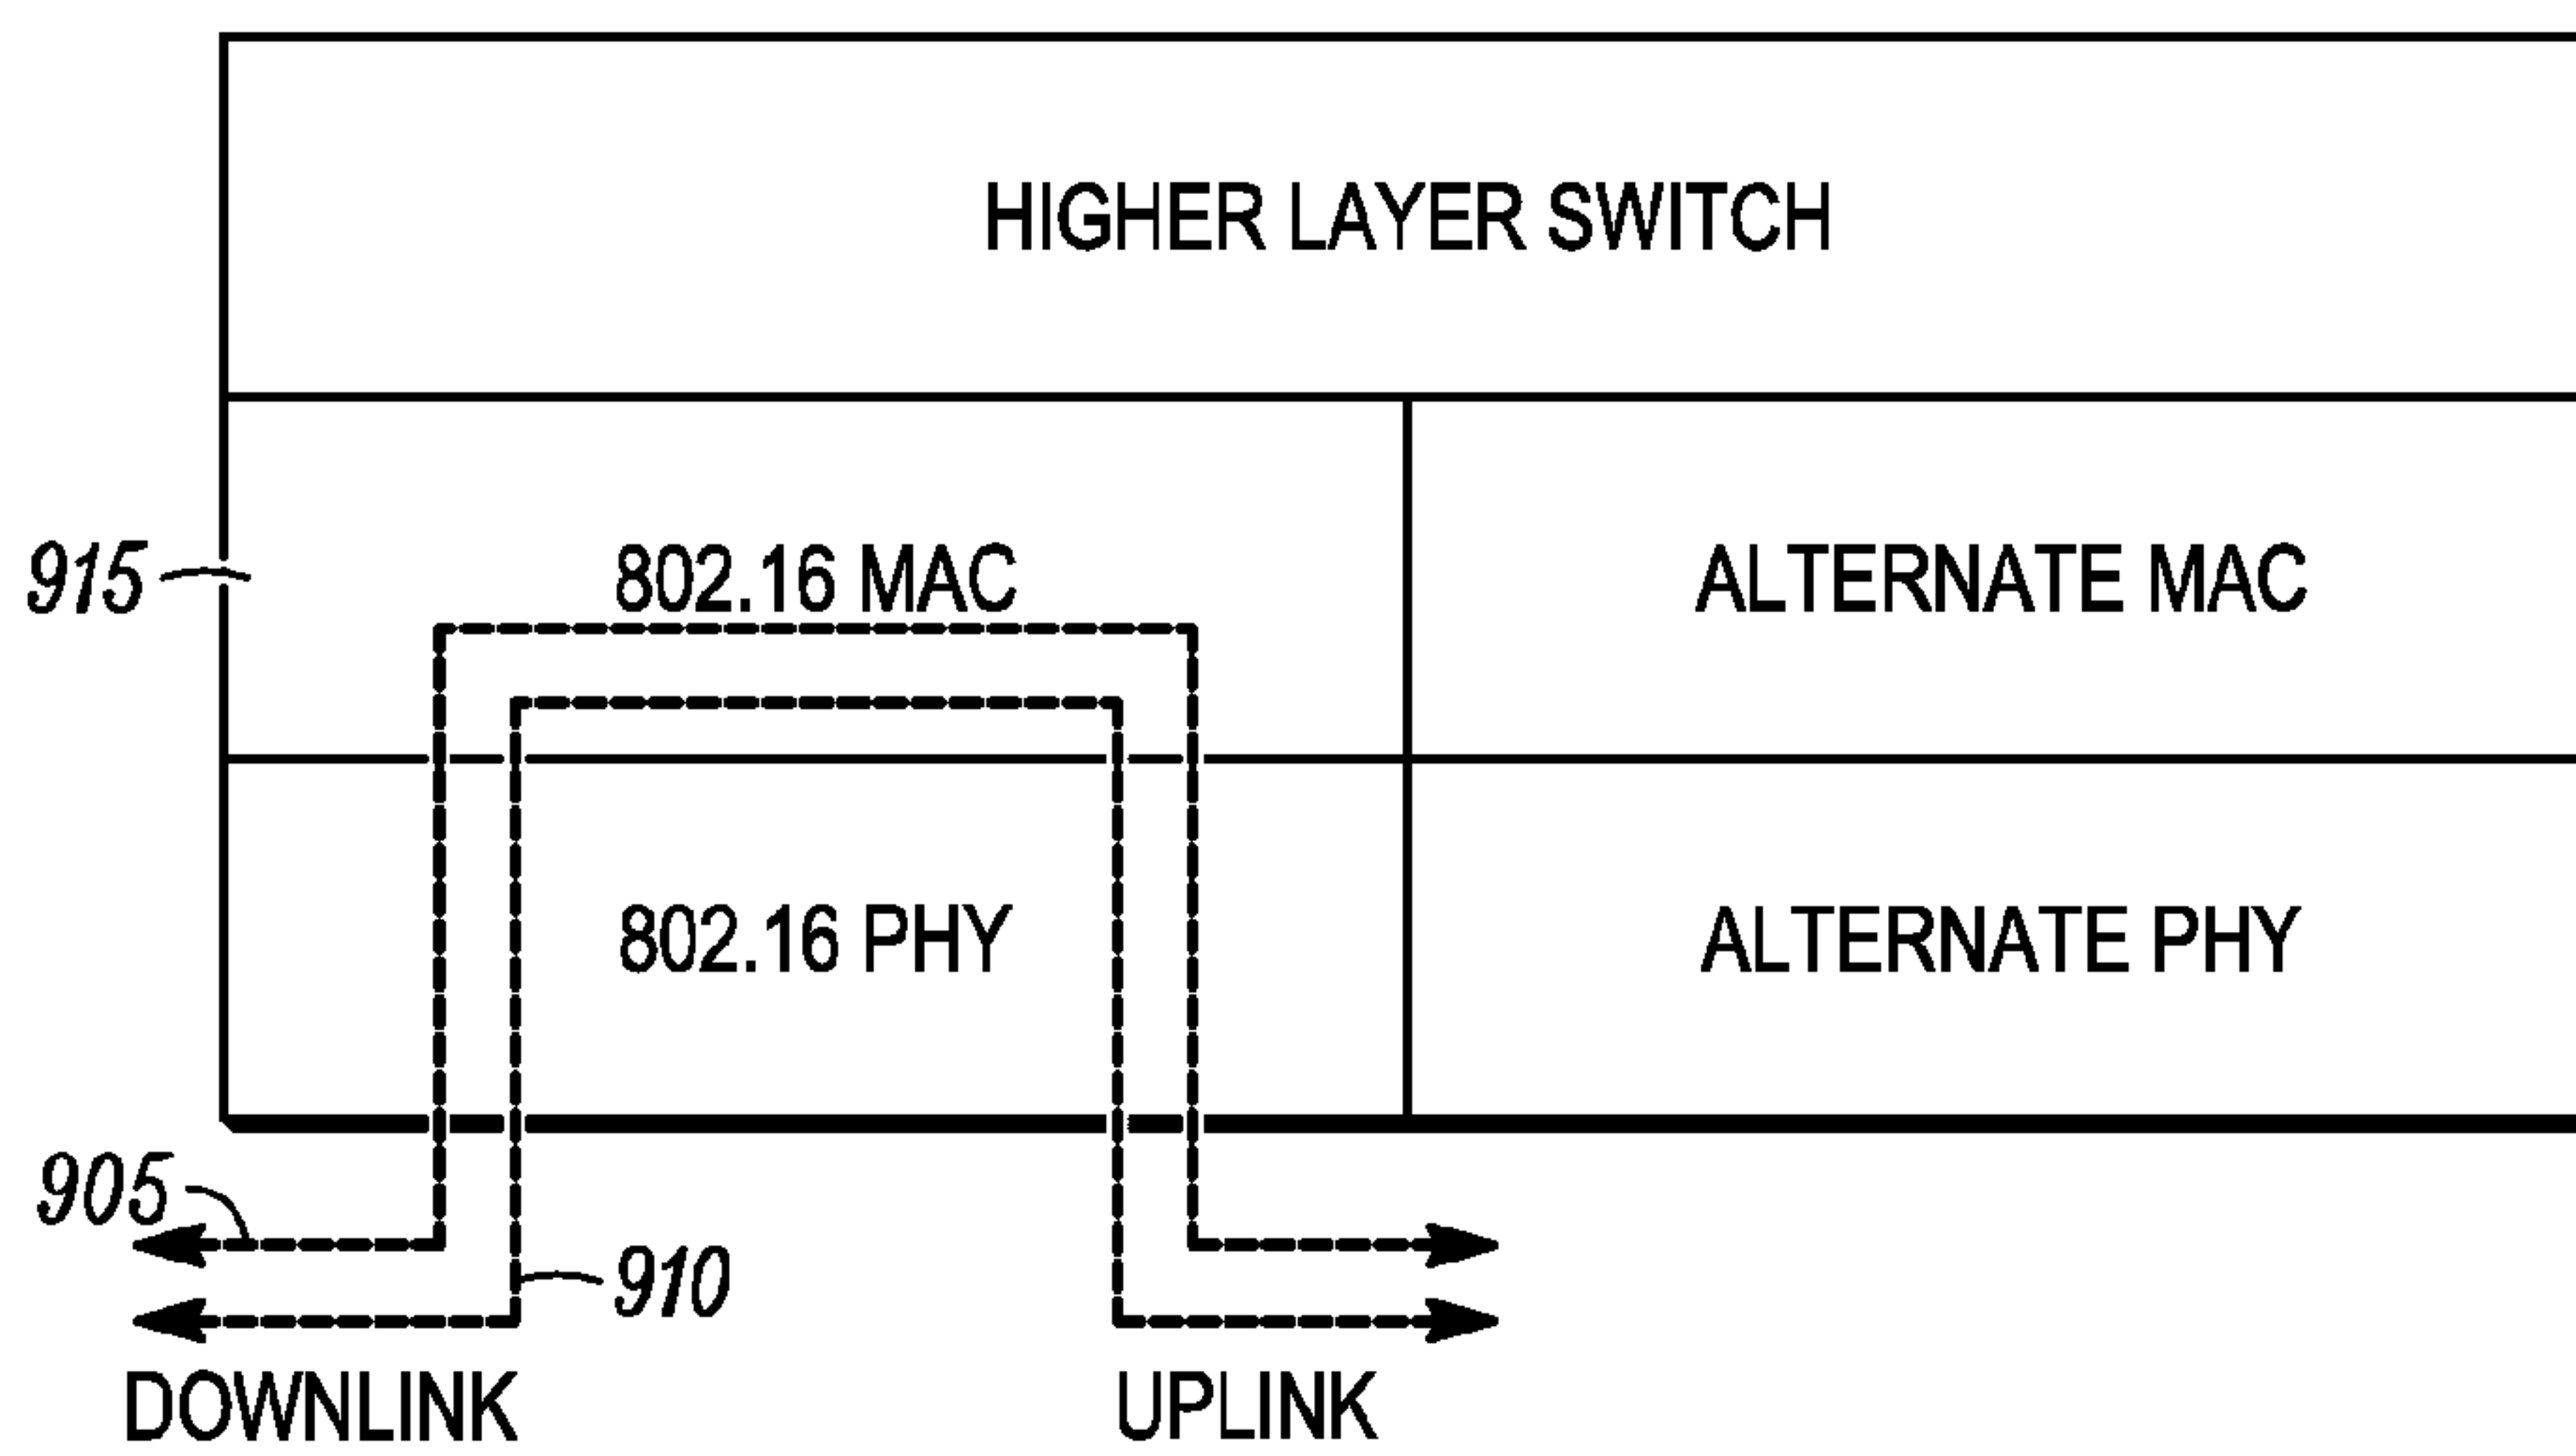 HIGHER LAYER SWITCH
915
802.16 MAC
ALTERNATE MAC
802.16 PHY
ALTERNATE PHY
905
910
DOWNLINK
UPLINK